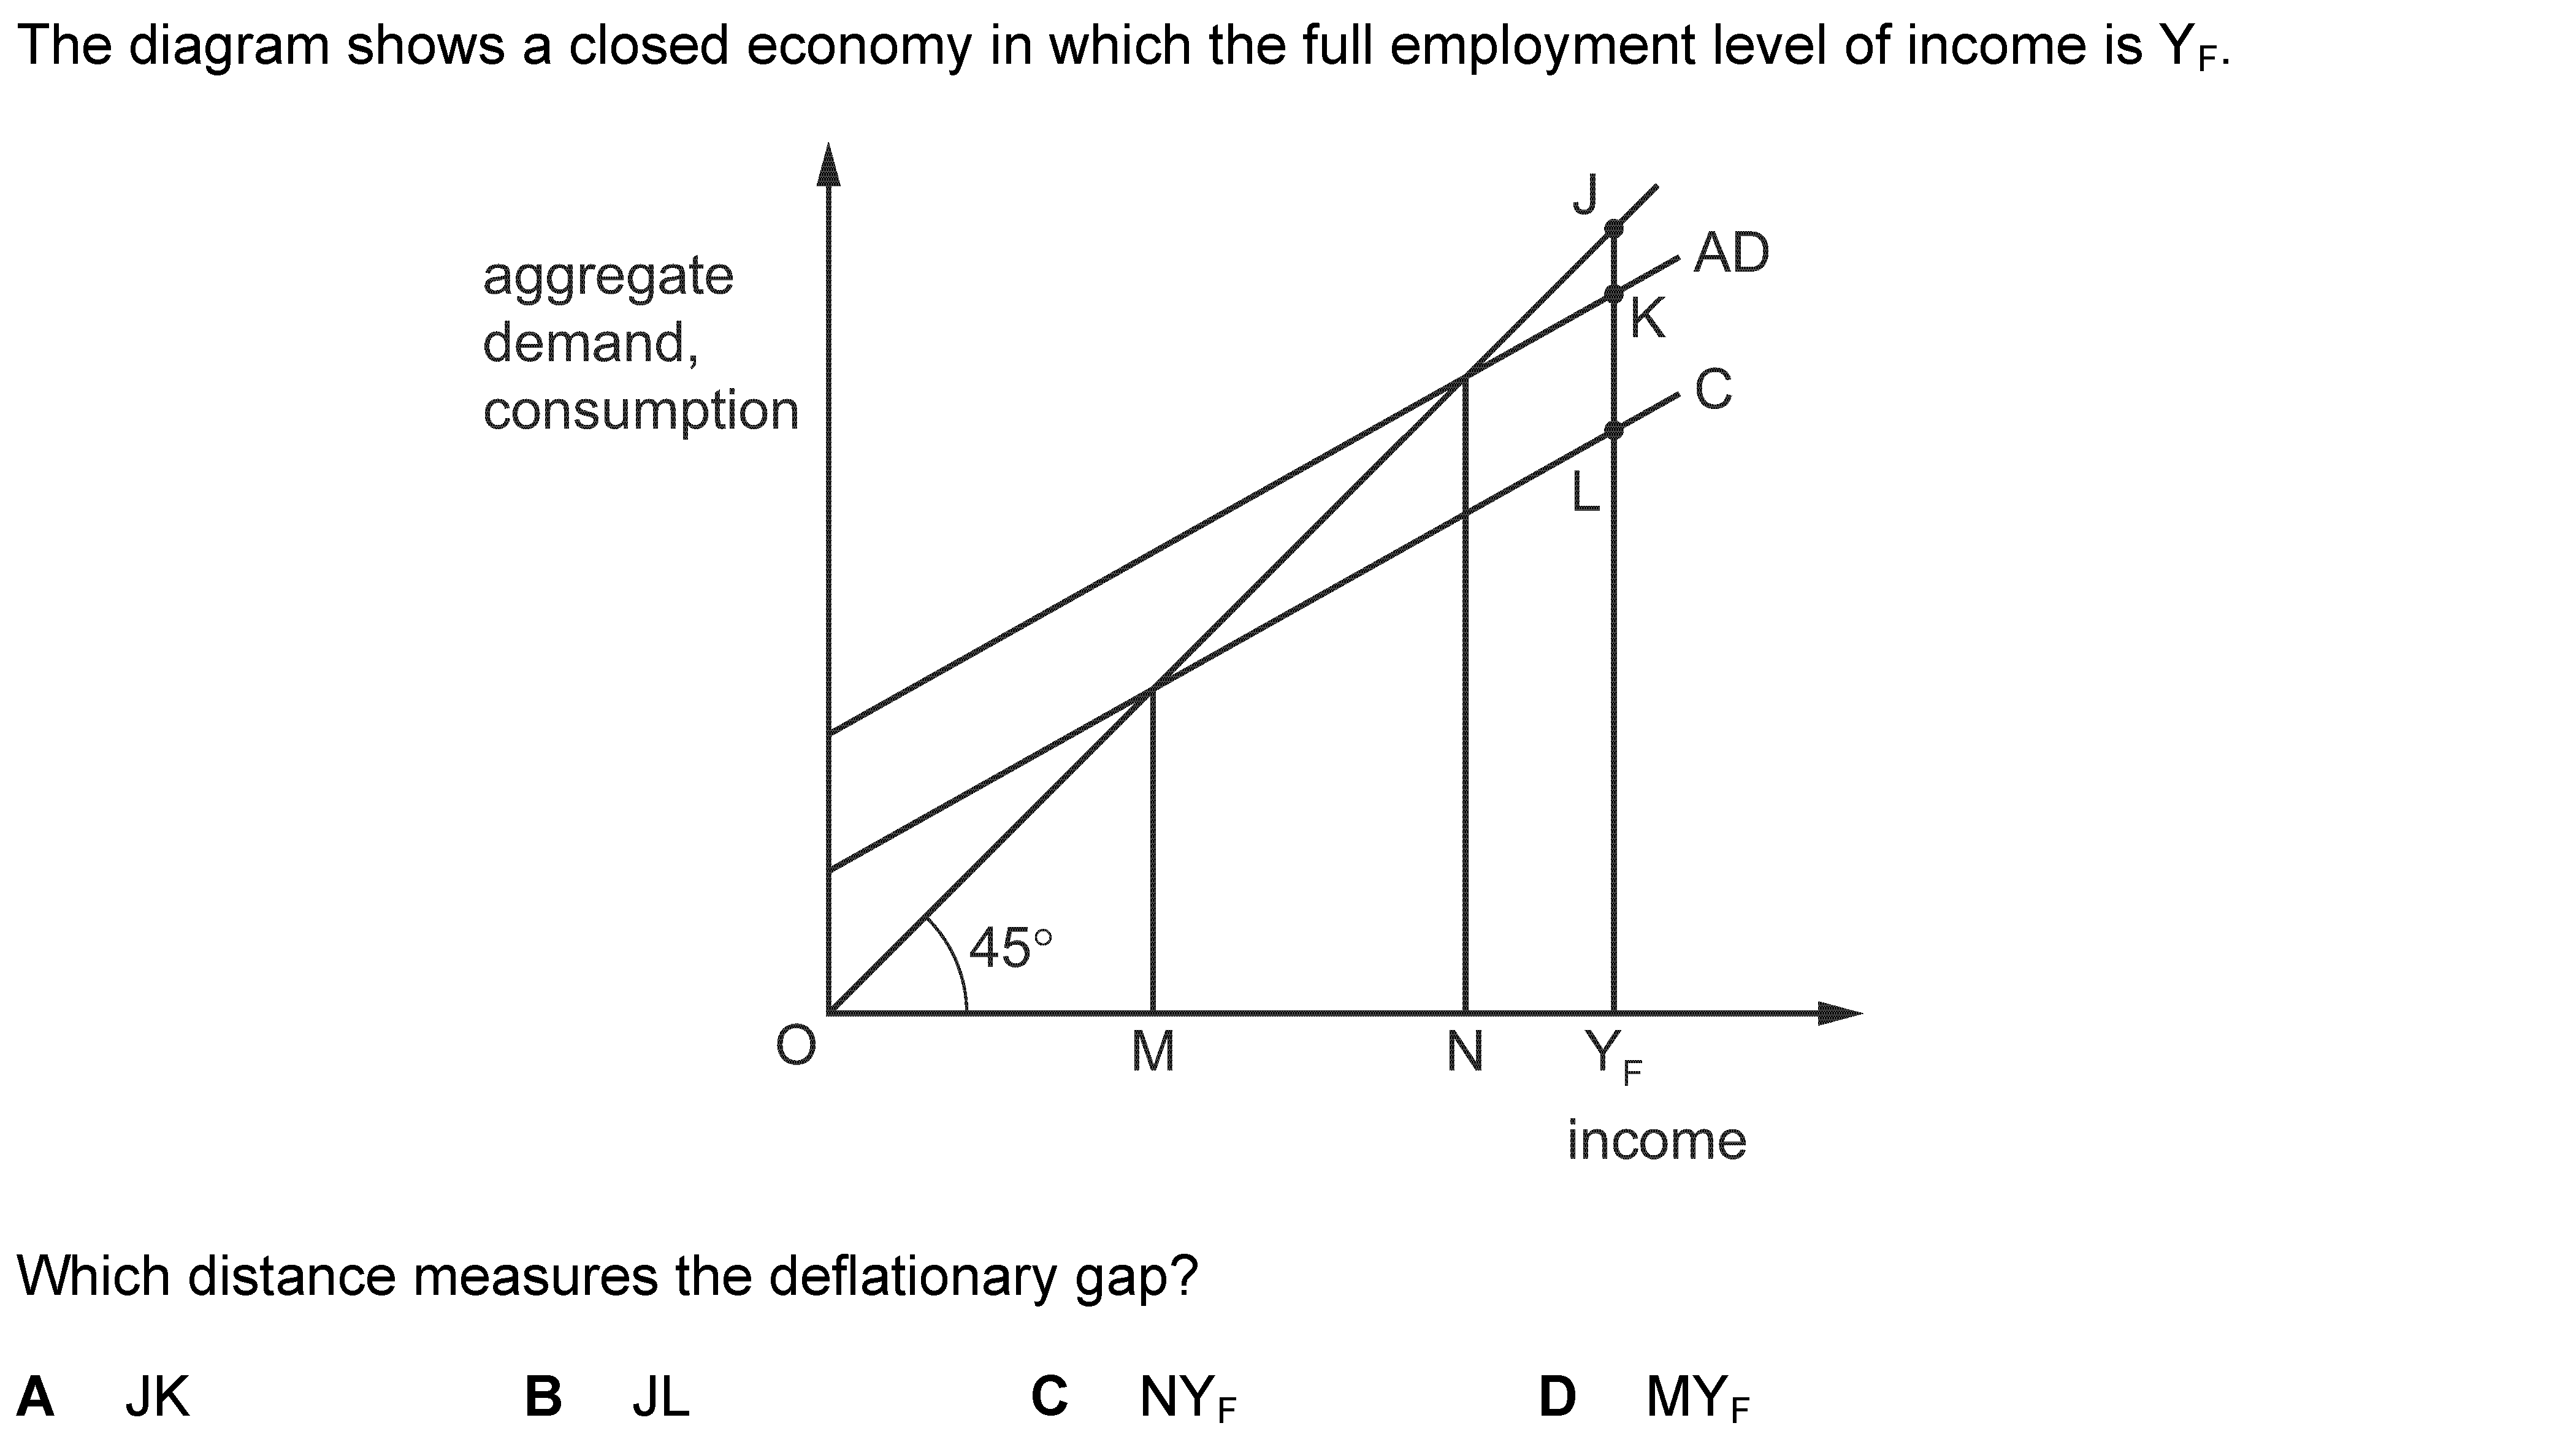 The diagram shows a closed economy in which the full employment level of income is Y_F.
J
AD
K
C
L
aggregate
demand,
consumption
45°
O
M
N
Y_F
income
Which distance measures the deflationary gap?
A JK B JL C NY_F D MY_F